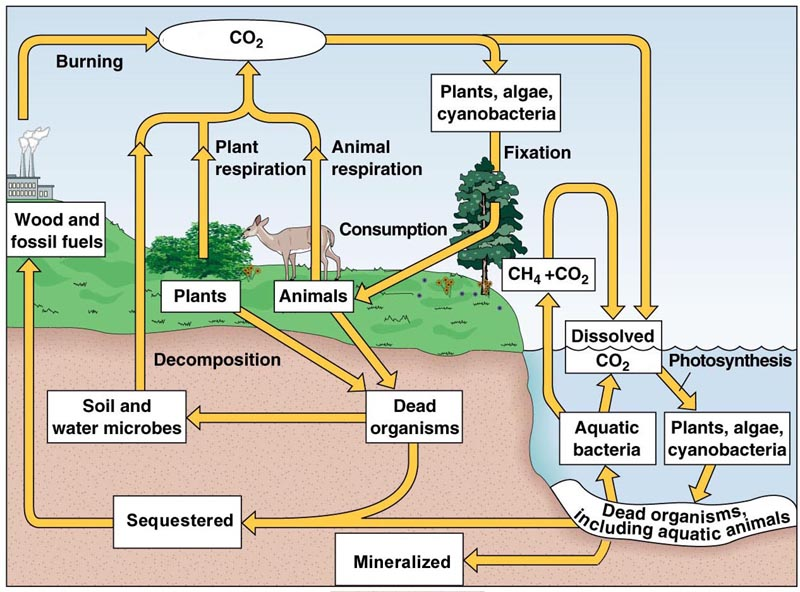 CO₂
Burning
Plants, algae,
cyanobacteria
Plant
respiration
Animal
respiration
Fixation
Wood and
fossil fuels
Consumption
CH₄ +CO₂
Plants
Animals
Dissolved
CO₂
Photosynthesis
Decomposition
Soil and
water microbes
Dead
organisms
Aquatic
bacteria
Plants, algae,
cyanobacteria
Sequestered
Dead organisms,
including aquatic animals
Mineralized